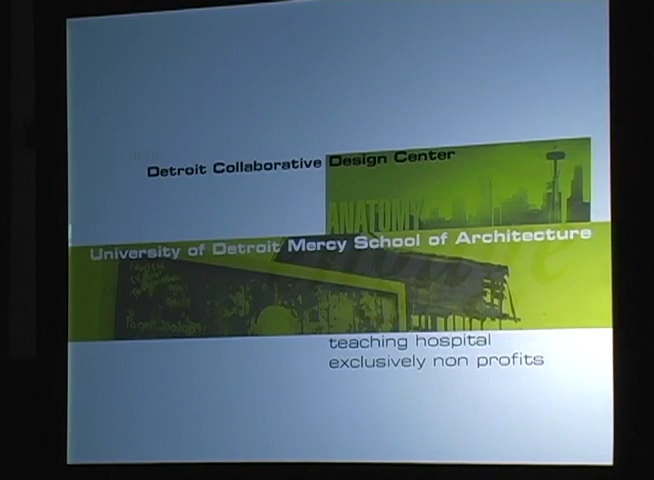 Detroit Collaborative Design Center
ANATOMY
University of Detroit Mercy School of Architecture
teaching hospital
exclusively non profits